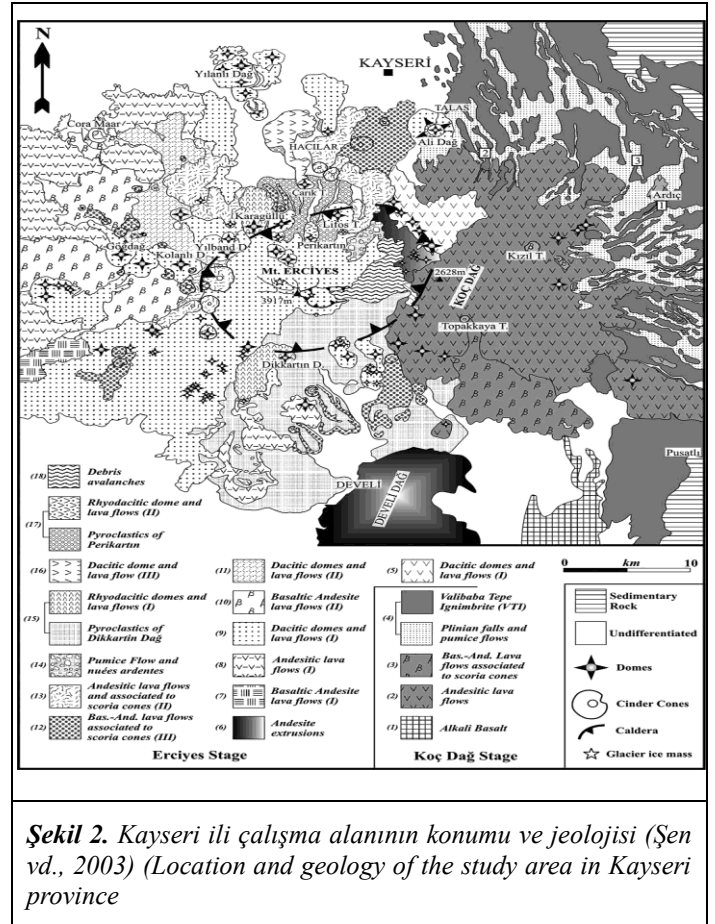 N
KAYSERİ
Yılanlı Dağ
TALAS
Cora Maar
Ali Dağ
HACILAR
2
3
Ardıç
Carık
Karagüllü
Lifos T.
Göğdağ
Yılband D.
Perikartın
Kolanlı D.
Kızıl T.
Mt. ERCIYES
2628m
KOÇ DAĞ
3917m
Topakkaya T.
Dikkartın D.
Pusatlı
DEVELİ
DEVELİ DAĞ
(18) Debris
avalanches
(17) Rhyodacitic dome and
lava flows (II)
Pyroclastics of
Perikartın
(16) Dacitic dome and
lava flow (III)
(15) Rhyodacitic domes and
lava flows (I)
Pyroclastics of
Dikkartin Dağ
(14) Pumice Flow and
nuées ardentes
(13) Andesitic lava flows
and associated to
scoria cones (II)
(12) Bas.-And. lava flows
associated to
scoria cones (III)
(11) Dacitic domes and
lava flows (II)
(10) Basaltic Andesite
lava flows (II)
(9) Dacitic domes and
lava flows (I)
(8) Andesitic lava
flows (I)
(7) Basaltic Andesite
lava flows (I)
(6) Andesite
extrusions
Erciyes Stage
(5) Dacitic domes and
lava flows (I)
(4) Valibaba Tepe
Ignimbrite (VTI)
Plinian falls and
pumice flows
(3) Bas.-And. Lava
flows associated
to scoria cones
(2) Andesitic lava
flows
(1) Alkali Basalt
Koç Dağ Stage
0 km 10
Sedimentary
Rock
Undifferentiated
Domes
Cinder Cones
Caldera
Glacier ice mass
Şekil 2. Kayseri ili çalışma alanının konumu ve jeolojisi (Şen
vd., 2003) (Location and geology of the study area in Kayseri
province